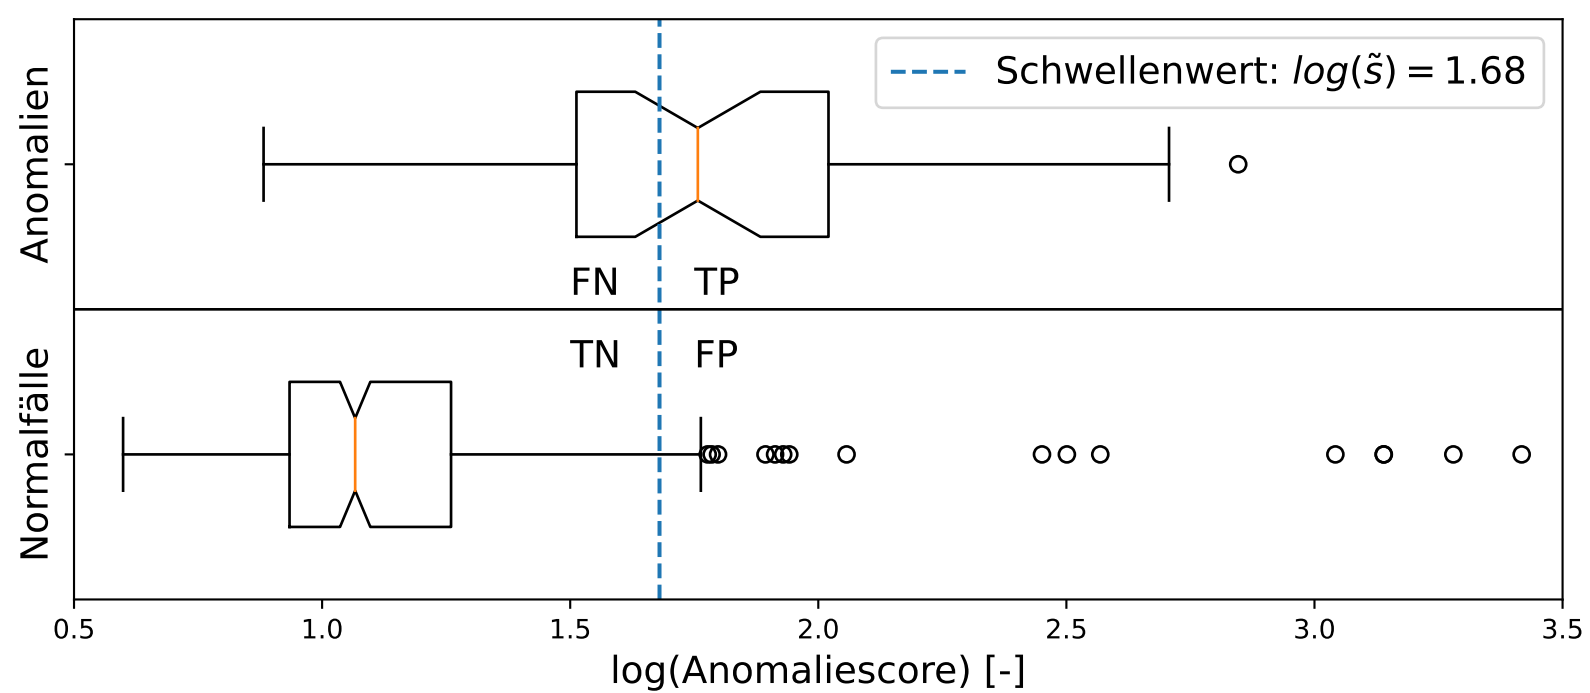 Schwellenwert: log(s̃) = 1.68
Anomalien
FN TP
TN FP
Normalfälle
0.5 1.0 1.5 2.0 2.5 3.0 3.5
log(Anomaliescore) [-]